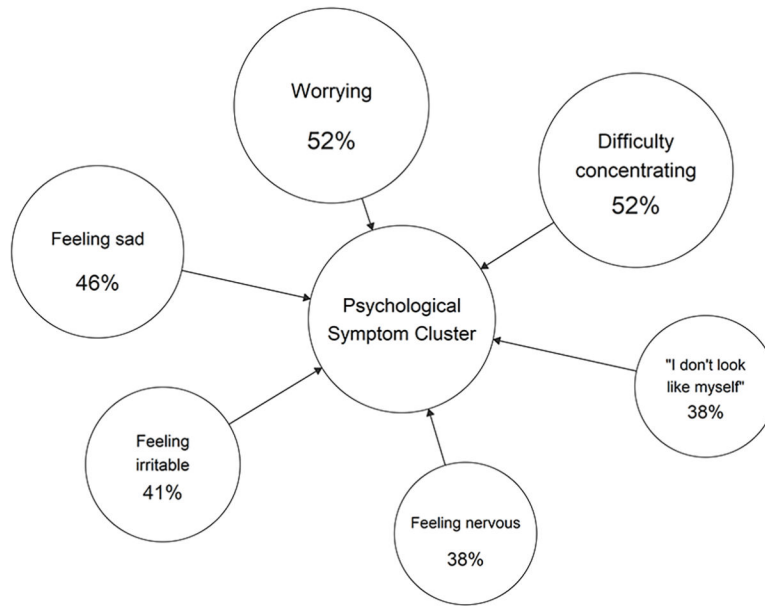 Worrying
52%
Difficulty
concentrating
52%
Feeling sad
46%
Psychological
Symptom Cluster
"I don't look
like myself"
38%
Feeling
irritable
41%
Feeling nervous
38%